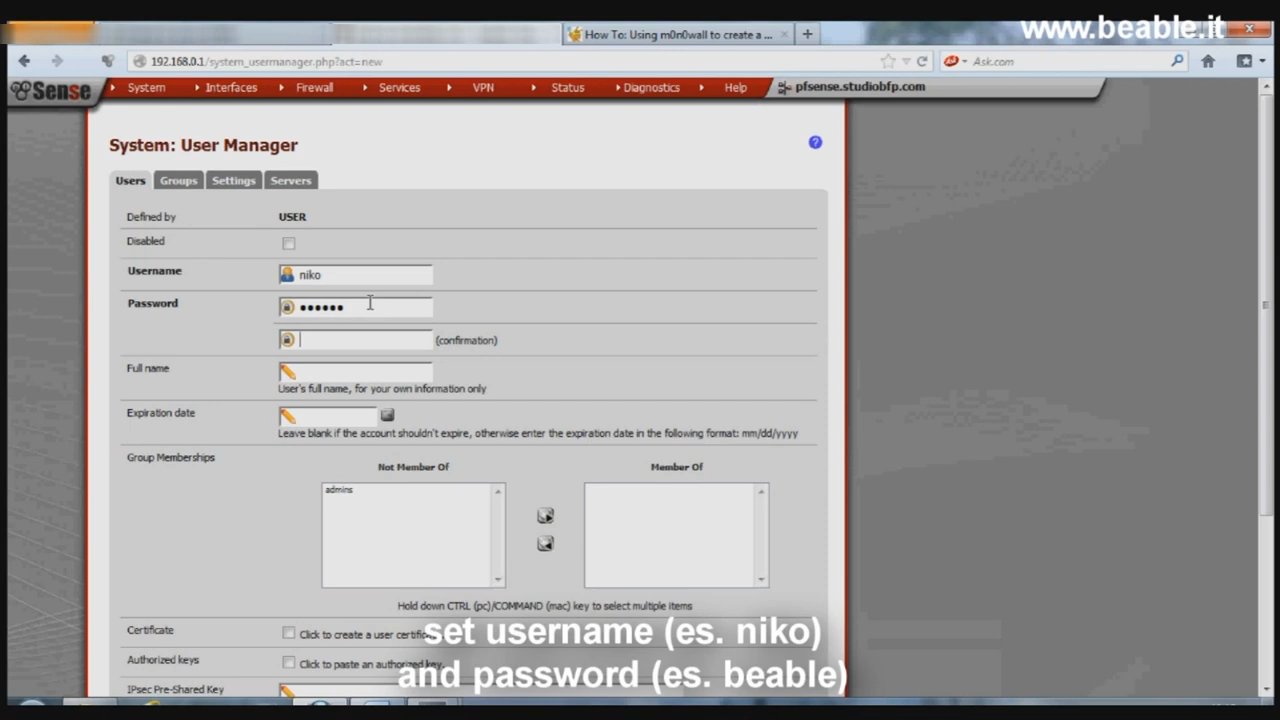 www.beable.it
How To: Using m0n0wall to create a ...
192.168.0.1/system_usermanager.php?act=new
Ask.com
Sense
System
Interfaces
Firewall
Services
VPN
Status
Diagnostics
Help
pfsense.studiobfp.com
System: User Manager
?
Users
Groups
Settings
Servers
Defined by
USER
Disabled
Username
niko
Password
(confirmation)
Full name
User's full name, for your own information only
Expiration date
Leave blank if the account shouldn't expire, otherwise enter the expiration date in the following format: mm/dd/yyyy
Group Memberships
Not Member Of
Member Of
admins
Hold down CTRL (pc)/COMMAND (mac) key to select multiple items
Certificate
Click to create a user
Authorized keys
Click to paste an authorized key.
IPsec Pre-Shared Key
set username (es. niko)
and password (es. beable)